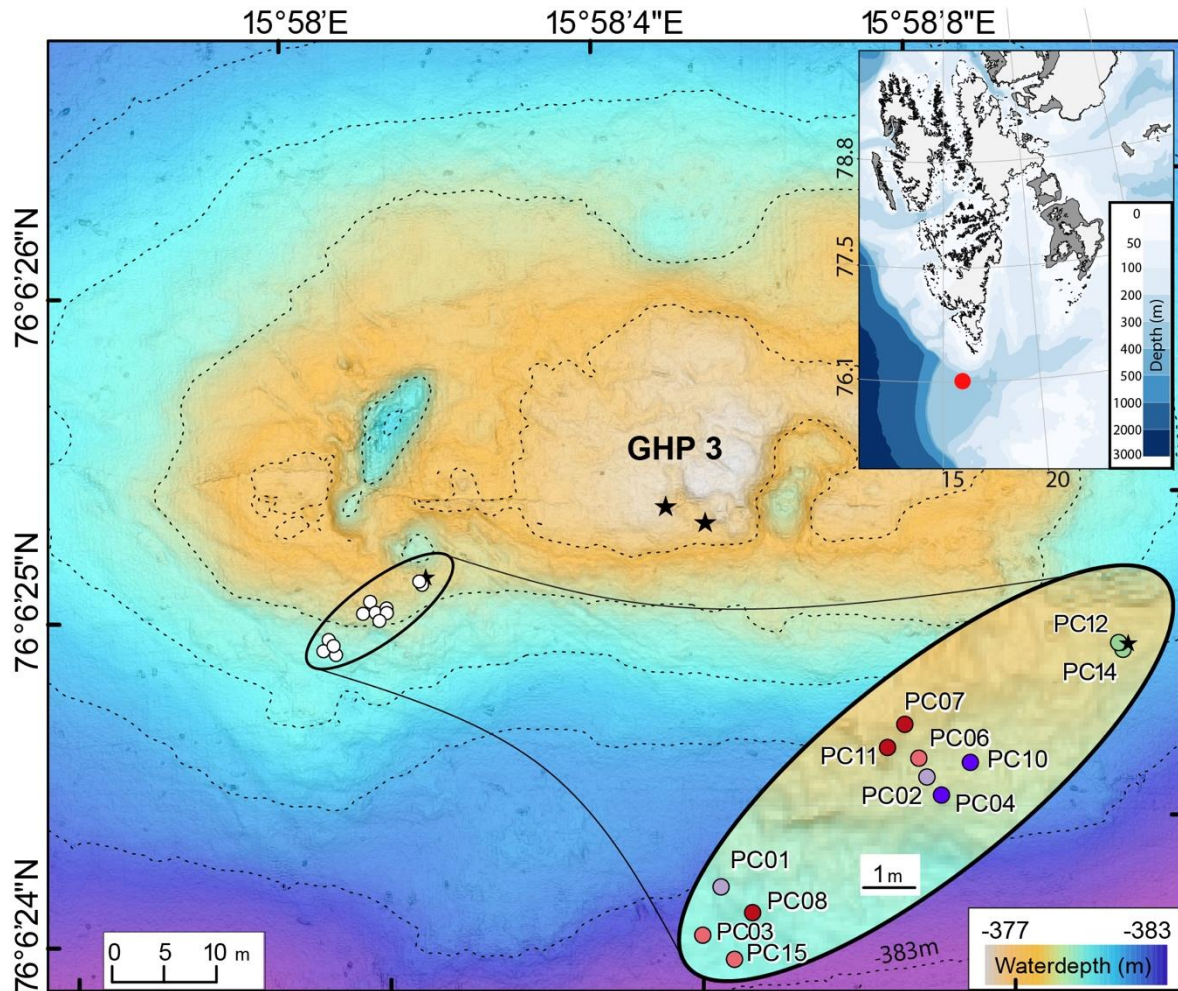 15°58'E
15°58'4"E
15°58'8"E
76°6'26"N
76°6'25"N
76°6'24"N
78.8
77.5
76.1
15
20
0
50
100
200
300
400
500
1000
2000
3000
Depth (m)
GHP 3
PC12
PC14
PC07
PC11
PC06
PC10
PC02
PC04
PC01
PC08
PC03
PC15
1 m
-383m
0 5 10 m
-377 -383
Waterdepth (m)